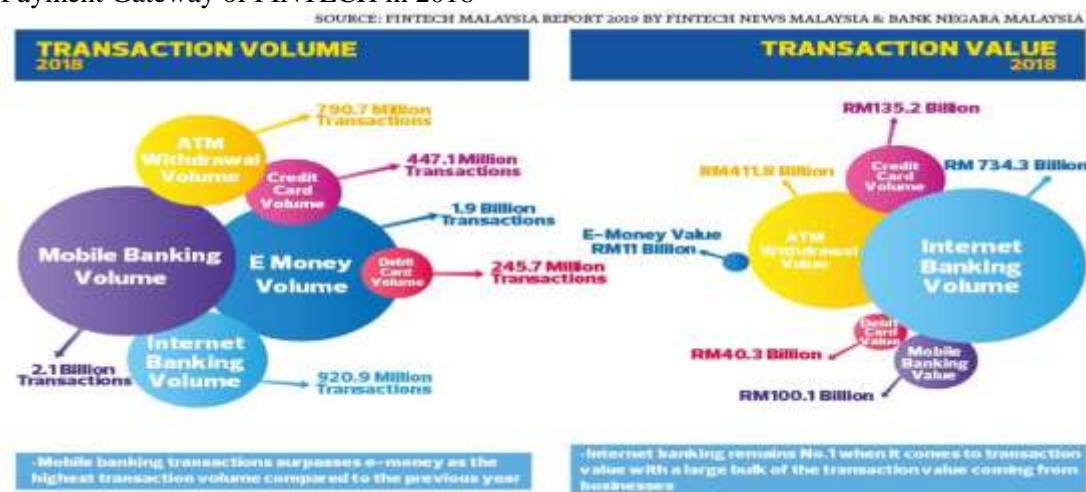 Payment Gateway of FINTECH in 2018
SOURCE: FINTECH MALAYSIA REPORT 2019 BY FINTECH NEWS MALAYSIA & BANK NEGARA MALAYSIA
TRANSACTION VOLUME
2018
790.7 Million
Transactions
ATM
Withdrawal
Volume
447.1 Million
Transactions
Credit
Card
Volume
1.9 Billion
Transactions
Mobile Banking
Volume
E Money
Volume
Debit
Card
Volume
245.7 Million
Transactions
Internet
Banking
Volume
2.1 Billion
Transactions
920.9 Million
Transactions
-Mobile banking transactions surpasses e-money as the
highest transaction volume compared to the previous year
TRANSACTION VALUE
2018
RM135.2 Billion
Credit
Card
Volume
RM 734.3 Billion
RM411.8 Billion
E-Money Value
RM11 Billion
ATM
Withdrawal
Value
Internet
Banking
Volume
Debit
Card
Value
RM40.3 Billion
Mobile
Banking
Value
RM100.1 Billion
-Internet banking remains No.1 when it comes to transaction
value with a large bulk of the transaction value coming from
businesses